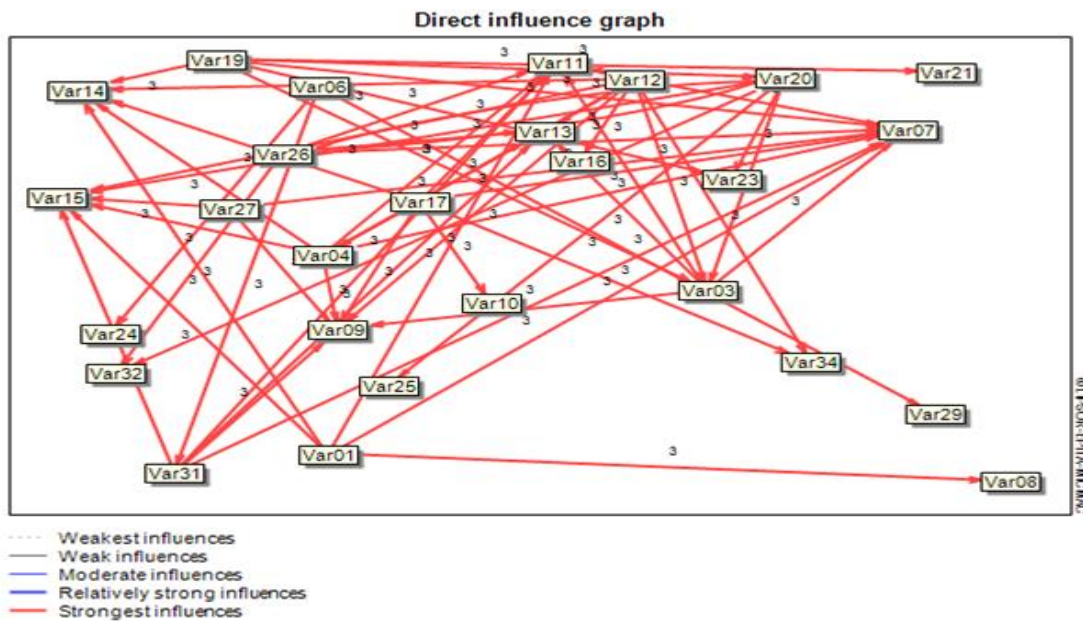 Direct influence graph
Var19
Var11
Var12
Var20
Var21
Var14
Var06
Var13
Var07
Var26
Var16
Var23
Var15
Var27
Var17
Var04
Var03
Var10
Var24
Var09
Var32
Var34
Var25
Var29
Var31
Var01
Var08
3
Weakest influences
Weak influences
Moderate influences
Relatively strong influences
Strongest influences